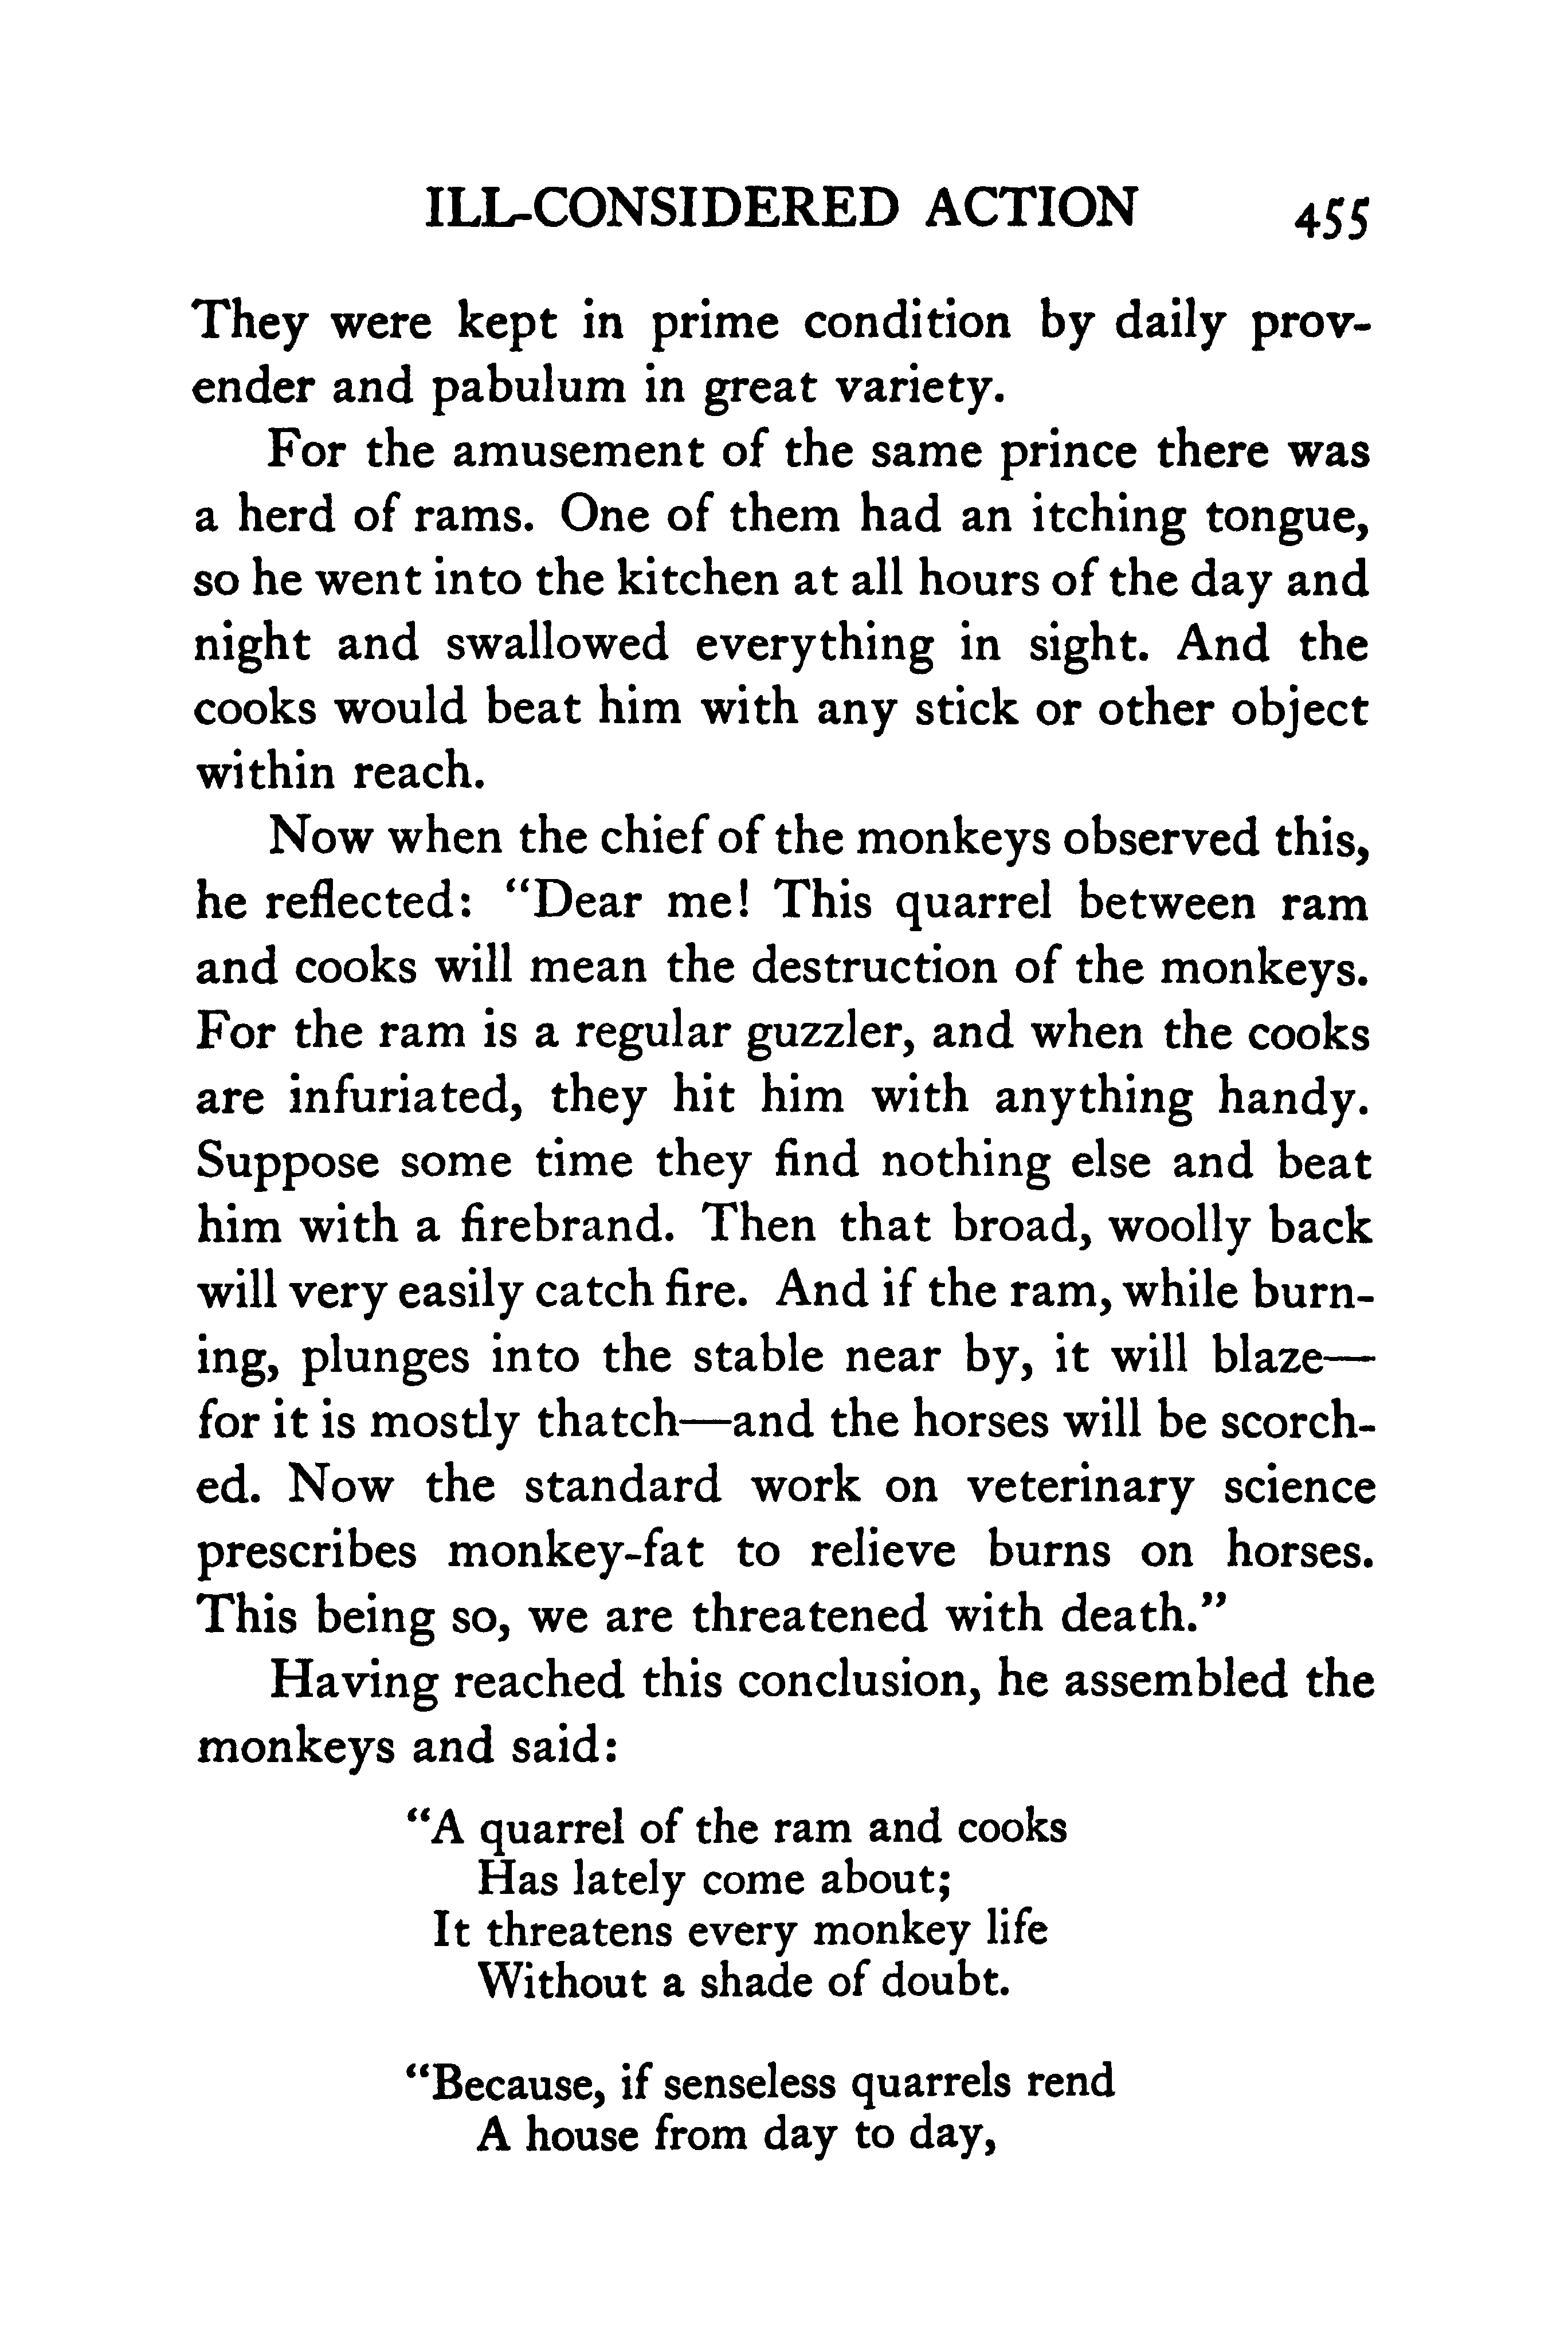 ILL-CONSIDERED ACTION 455
They were kept in prime condition by daily prov-
ender and pabulum in great variety.
For the amusement of the same prince there was
a herd of rams. One of them had an itching tongue,
so he went into the kitchen at all hours of the day and
night and swallowed everything in sight. And the
cooks would beat him with any stick or other object
within reach.
Now when the chief of the monkeys observed this,
he reflected: “Dear me! This quarrel between ram
and cooks will mean the destruction of the monkeys.
For the ram is a regular guzzler, and when the cooks
are infuriated, they hit him with anything handy.
Suppose some time they find nothing else and beat
him with a firebrand. Then that broad, woolly back
will very easily catch fire. And if the ram, while burn-
ing, plunges into the stable near by, it will blaze—
for it is mostly thatch—and the horses will be scorch-
ed. Now the standard work on veterinary science
prescribes monkey-fat to relieve burns on horses.
This being so, we are threatened with death.”
Having reached this conclusion, he assembled the
monkeys and said:
“A quarrel of the ram and cooks
Has lately come about;
It threatens every monkey life
Without a shade of doubt.
“Because, if senseless quarrels rend
A house from day to day,